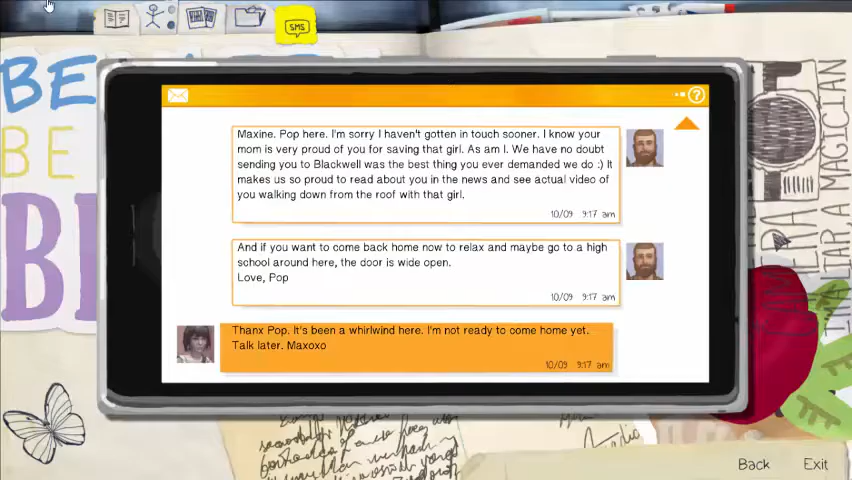 SMS
BE
BE
B
Maxine. Pop here. I'm sorry I haven't gotten in touch sooner. I know your
mom is very proud of you for saving that girl. As am I. We have no doubt
sending you to Blackwell was the best thing you ever demanded we do :) It
makes us so proud to read about you in the news and see actual video of
you walking down from the roof with that girl.
10/09 9:17 am
And if you want to come back home now to relax and maybe go to a high
school around here, the door is wide open.
Love, Pop
10/09 9:17 am
Thanx Pop. It's been a whirlwind here. I'm not ready to come home yet.
Talk later. Maxoxo
10/09 9:17 am
CAMERA
I'M A LIAR, A MAGICIAN
Back Exit